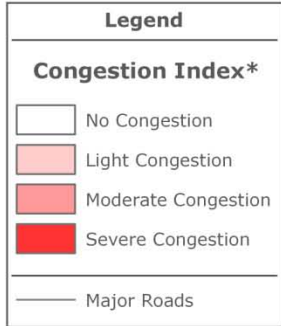 Legend
Congestion Index*
No Congestion
Light Congestion
Moderate Congestion
Severe Congestion
Major Roads